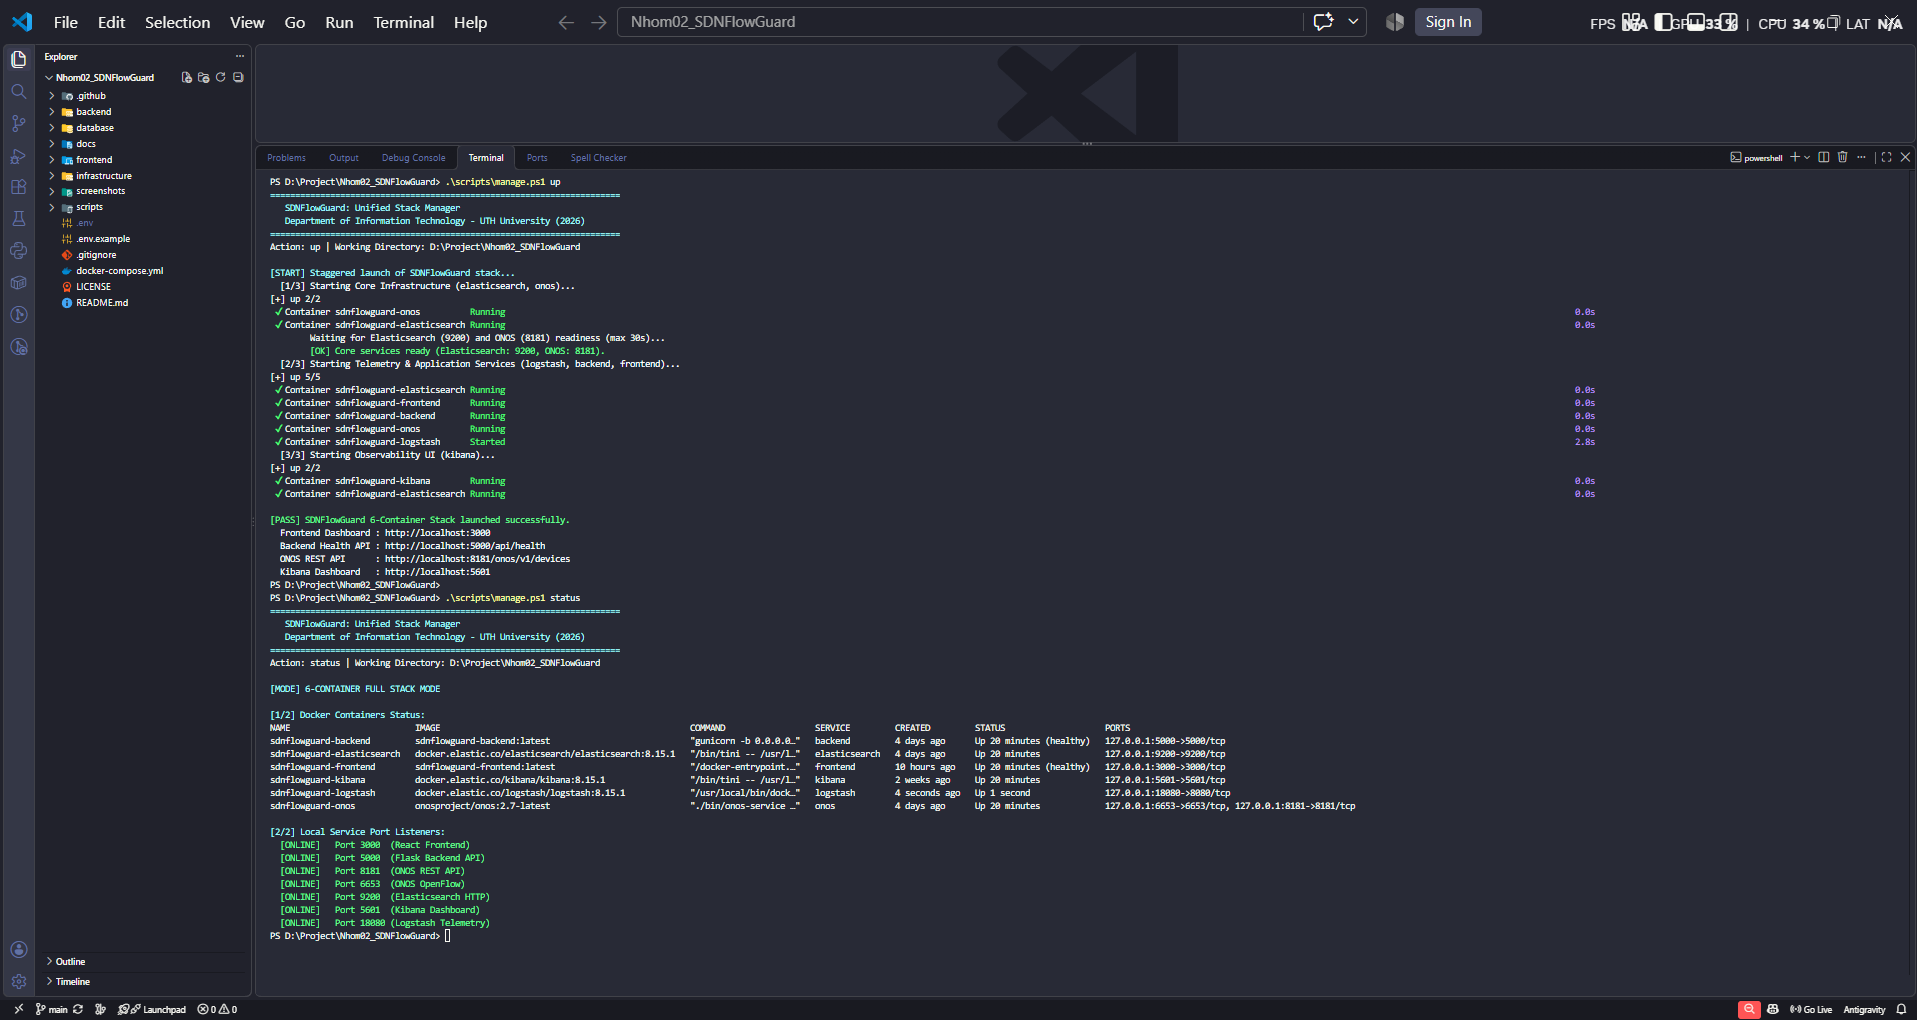 File Edit Selection View Go Run Terminal Help
Nhom02_SDNFlowGuard
Sign In
FPS N/A GPU 33 % | CPU 34 % LAT N/A
Explorer
Nhom02_SDNFlowGuard
.github
backend
database
docs
frontend
infrastructure
screenshots
scripts
.env
.env.example
.gitignore
docker-compose.yml
LICENSE
README.md
Outline
Timeline
Problems Output Debug Console Terminal Ports Spell Checker
powershell
PS D:\Project\Nhom02_SDNFlowGuard> .\scripts\manage.ps1 up
======================================================================
SDNFlowGuard: Unified Stack Manager
Department of Information Technology - UTH University (2026)
======================================================================
Action: up | Working Directory: D:\Project\Nhom02_SDNFlowGuard
[START] Staggered launch of SDNFlowGuard stack...
[1/3] Starting Core Infrastructure (elasticsearch, onos)...
[+] up 2/2
✓Container sdnflowguard-onos Running 0.0s
✓Container sdnflowguard-elasticsearch Running 0.0s
Waiting for Elasticsearch (9200) and ONOS (8181) readiness (max 30s)...
[OK] Core services ready (Elasticsearch: 9200, ONOS: 8181).
[2/3] Starting Telemetry & Application Services (logstash, backend, frontend)...
[+] up 5/5
✓Container sdnflowguard-elasticsearch Running 0.0s
✓Container sdnflowguard-frontend Running 0.0s
✓Container sdnflowguard-backend Running 0.0s
✓Container sdnflowguard-onos Running 0.0s
✓Container sdnflowguard-logstash Started 2.8s
[3/3] Starting Observability UI (kibana)...
[+] up 2/2
✓Container sdnflowguard-kibana Running 0.0s
✓Container sdnflowguard-elasticsearch Running 0.0s
[PASS] SDNFlowGuard 6-Container Stack launched successfully.
Frontend Dashboard : http://localhost:3000
Backend Health API : http://localhost:5000/api/health
ONOS REST API : http://localhost:8181/onos/v1/devices
Kibana Dashboard : http://localhost:5601
PS D:\Project\Nhom02_SDNFlowGuard>
PS D:\Project\Nhom02_SDNFlowGuard> .\scripts\manage.ps1 status
======================================================================
SDNFlowGuard: Unified Stack Manager
Department of Information Technology - UTH University (2026)
======================================================================
Action: status | Working Directory: D:\Project\Nhom02_SDNFlowGuard
[MODE] 6-CONTAINER FULL STACK MODE
[1/2] Docker Containers Status:
NAME IMAGE COMMAND SERVICE CREATED STATUS PORTS
sdnflowguard-backend sdnflowguard-backend:latest "gunicorn -b 0.0.0.0…" backend 4 days ago Up 20 minutes (healthy) 127.0.0.1:5000->5000/tcp
sdnflowguard-elasticsearch docker.elastic.co/elasticsearch/elasticsearch:8.15.1 "/bin/tini -- /usr/l…" elasticsearch 4 days ago Up 20 minutes 127.0.0.1:9200->9200/tcp
sdnflowguard-frontend sdnflowguard-frontend:latest "/docker-entrypoint.…" frontend 10 hours ago Up 20 minutes (healthy) 127.0.0.1:3000->3000/tcp
sdnflowguard-kibana docker.elastic.co/kibana/kibana:8.15.1 "/bin/tini -- /usr/l…" kibana 2 weeks ago Up 20 minutes 127.0.0.1:5601->5601/tcp
sdnflowguard-logstash docker.elastic.co/logstash/logstash:8.15.1 "/usr/local/bin/dock…" logstash 4 seconds ago Up 1 second 127.0.0.1:18080->8080/tcp
sdnflowguard-onos onosproject/onos:2.7-latest "./bin/onos-service …" onos 4 days ago Up 20 minutes 127.0.0.1:6653->6653/tcp, 127.0.0.1:8181->8181/tcp
[2/2] Local Service Port Listeners:
[ONLINE] Port 3000 (React Frontend)
[ONLINE] Port 5000 (Flask Backend API)
[ONLINE] Port 8181 (ONOS REST API)
[ONLINE] Port 6653 (ONOS OpenFlow)
[ONLINE] Port 9200 (Elasticsearch HTTP)
[ONLINE] Port 5601 (Kibana Dashboard)
[ONLINE] Port 18080 (Logstash Telemetry)
PS D:\Project\Nhom02_SDNFlowGuard>
main Launchpad 0 0 Go Live Antigravity